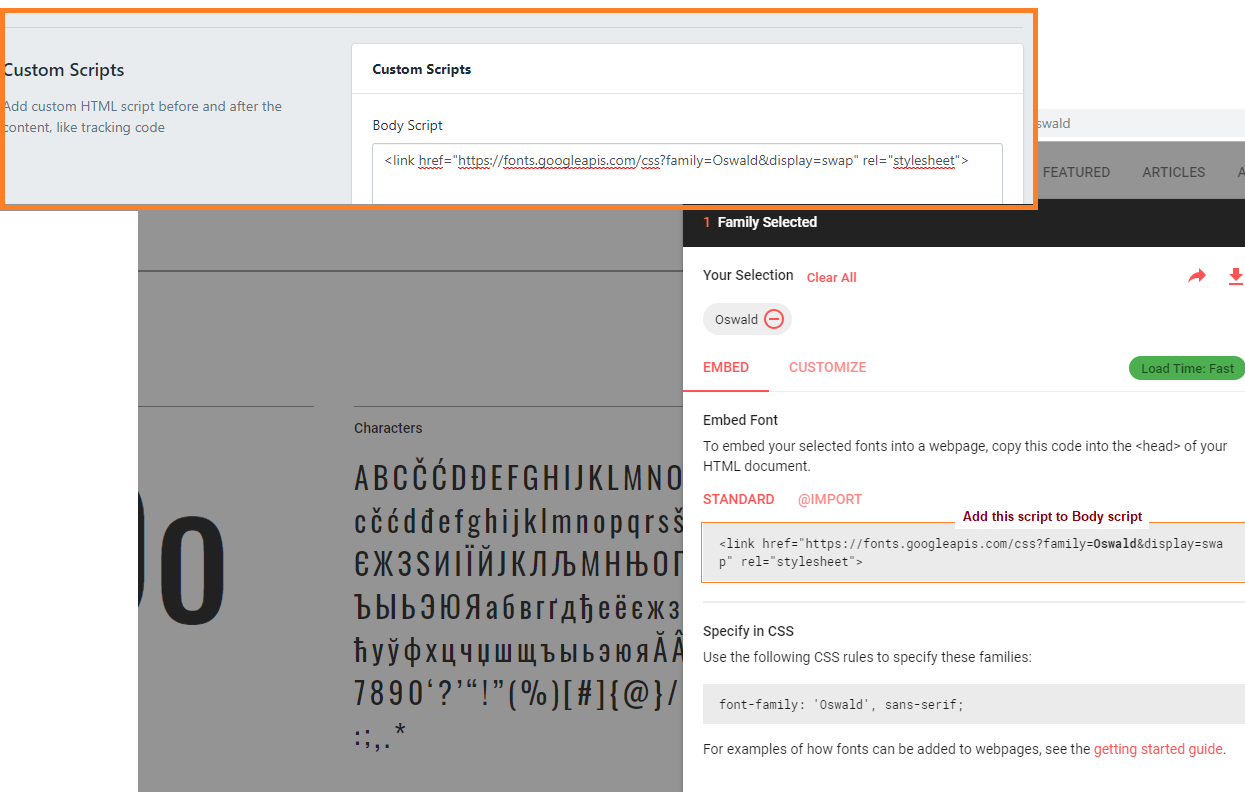 Custom Scripts
Add custom HTML script before and after the
content, like tracking code
Custom Scripts
Body Script
<link href="https://fonts.googleapis.com/css?family=Oswald&display=swap" rel="stylesheet">
swald
FEATURED ARTICLES A
1 Family Selected
Your Selection Clear All
Oswald
EMBED CUSTOMIZE Load Time: Fast
Embed Font
To embed your selected fonts into a webpage, copy this code into the <head> of your
HTML document.
STANDARD @IMPORT
Add this script to Body script
<link href="https://fonts.googleapis.com/css?family=Oswald&display=swa
p" rel="stylesheet">
Specify in CSS
Use the following CSS rules to specify these families:
font-family: 'Oswald', sans-serif;
For examples of how fonts can be added to webpages, see the getting started guide.
Characters
ABCČĆDĐEFGHIJKLMNO
cčćdđefghijklmnopqrsš
ЄЖЗЅИІЇЙЈКЛЉМНЊОП
ЪЫЬЭЮЯабвгґдђеёєжз
ћуўфхцчџшщъыьэюяĂÂ
7890‘?’“!”(%)[#]{@}/
:;,.*
o